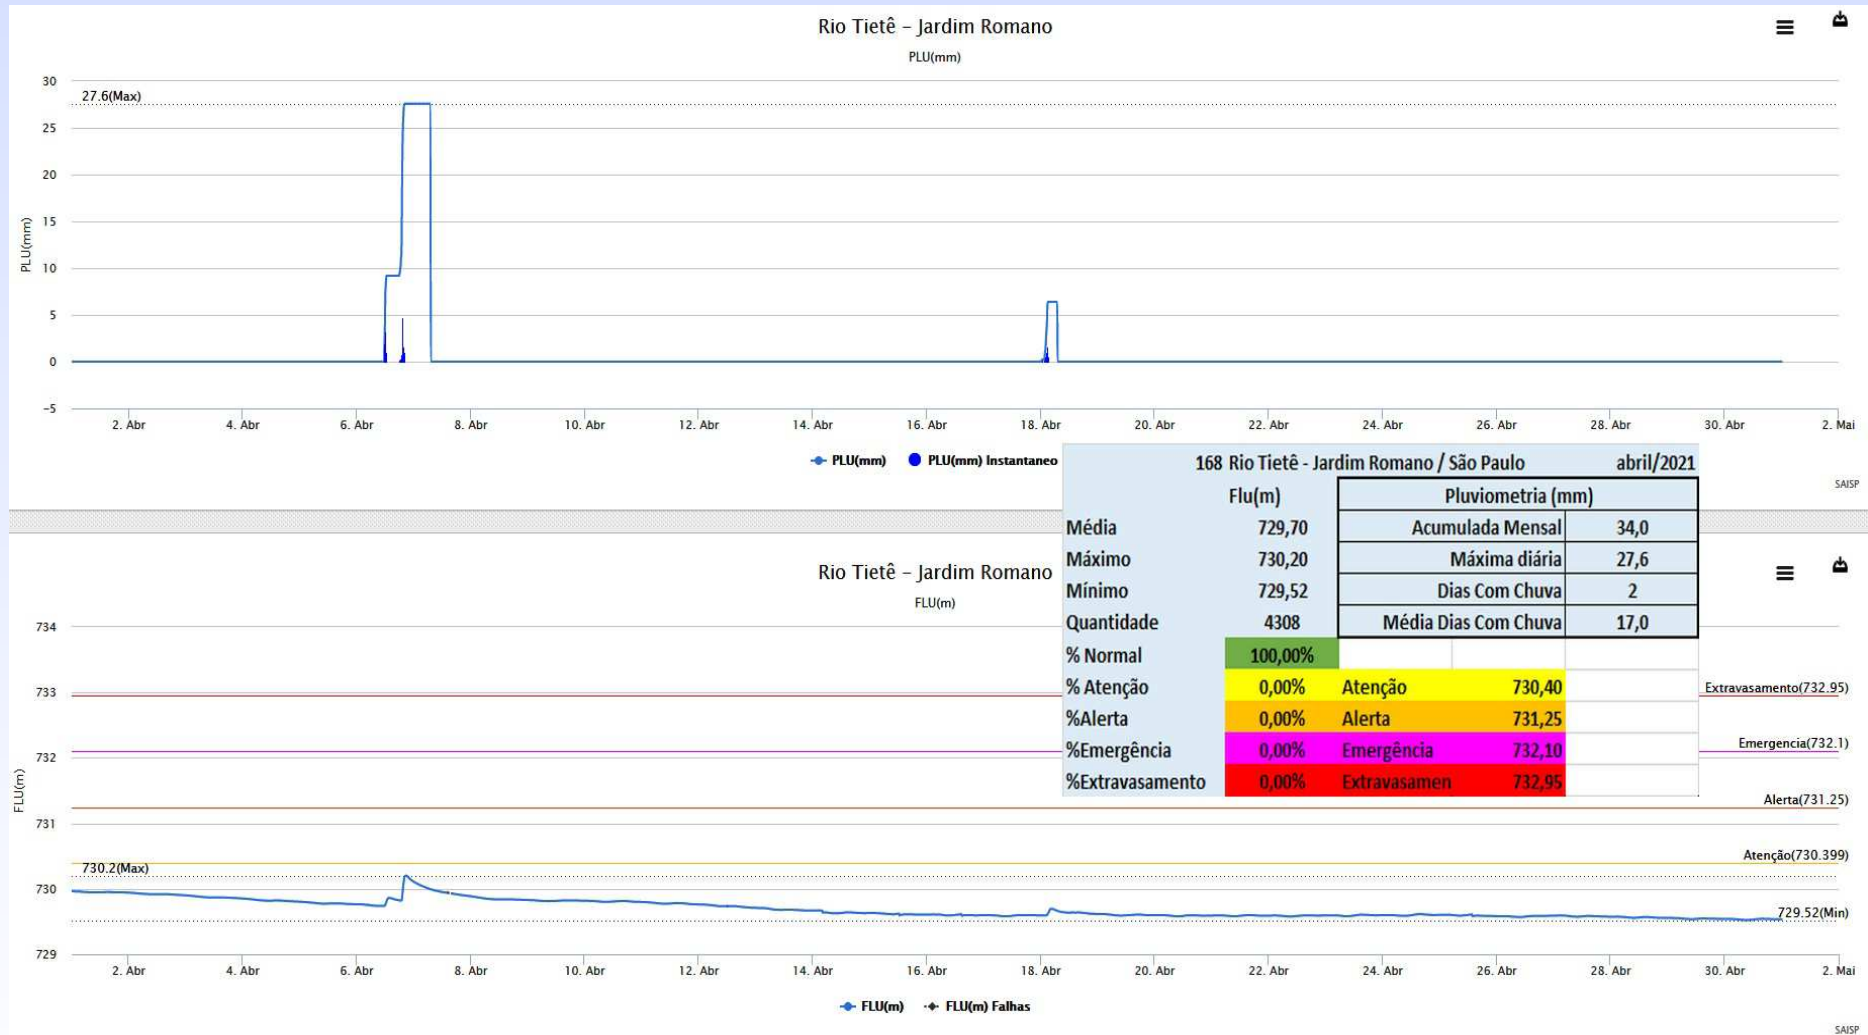 Rio Tietê – Jardim Romano
PLU(mm)
30
27.6(Max)
25
20
15
10
5
0
−5
PLU(mm)
2. Abr 4. Abr 6. Abr 8. Abr 10. Abr 12. Abr 14. Abr 16. Abr 18. Abr 20. Abr 22. Abr 24. Abr 26. Abr 28. Abr 30. Abr 2. Mai
PLU(mm) PLU(mm) Instantaneo
SAISP
168 Rio Tietê - Jardim Romano / São Paulo abril/2021
Flu(m) Pluviometria (mm)
Média 729,70 Acumulada Mensal 34,0
Máximo 730,20 Máxima diária 27,6
Mínimo 729,52 Dias Com Chuva 2
Quantidade 4308 Média Dias Com Chuva 17,0
% Normal 100,00%
% Atenção 0,00% Atenção 730,40
%Alerta 0,00% Alerta 731,25
%Emergência 0,00% Emergência 732,10
%Extravasamento 0,00% Extravasamen 732,95
Rio Tietê – Jardim Romano
FLU(m)
734
733
Extravasamento(732.95)
Emergencia(732.1)
732
Alerta(731.25)
731
Atenção(730.399)
730.2(Max)
730
729.52(Min)
729
FLU(m)
2. Abr 4. Abr 6. Abr 8. Abr 10. Abr 12. Abr 14. Abr 16. Abr 18. Abr 20. Abr 22. Abr 24. Abr 26. Abr 28. Abr 30. Abr 2. Mai
FLU(m) FLU(m) Falhas
SAISP